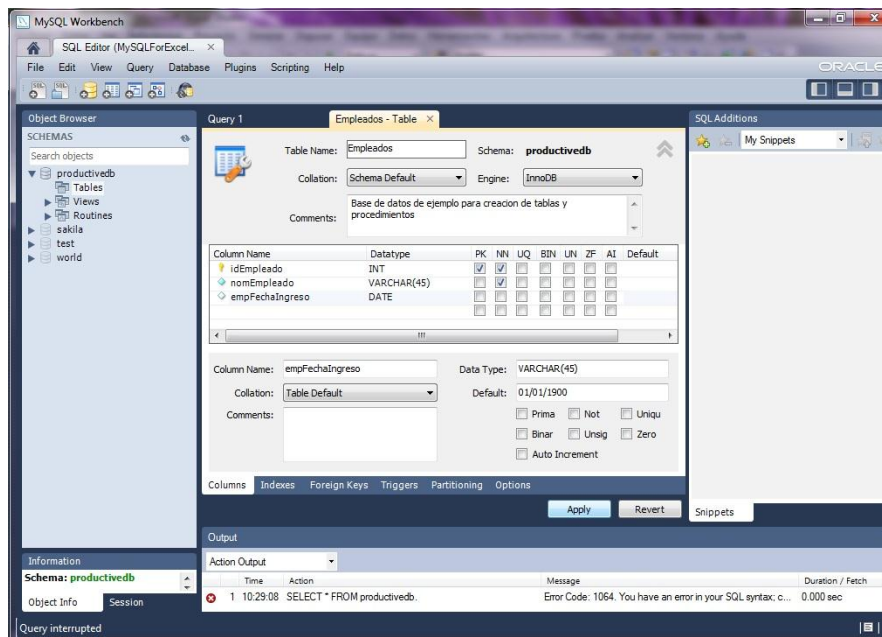 MySQL Workbench
SQL Editor (MySQLForExcel... ×
File Edit View Query Database Plugins Scripting Help
ORACLE
Object Browser
SCHEMAS
Search objects
productivedb
Tables
Views
Routines
sakila
test
world
Query 1
Empleados - Table ×
Table Name: Empleados Schema: productivedb
Collation: Schema Default Engine: InnoDB
Comments: Base de datos de ejemplo para creacion de tablas y
procedimientos
Column Name Datatype PK NN UQ BIN UN ZF AI Default
idEmpleado INT
nomEmpleado VARCHAR(45)
empFechaIngreso DATE
Column Name: empFechaIngreso Data Type: VARCHAR(45)
Collation: Table Default Default: 01/01/1900
Comments: Prima Not Uniqu
Binar Unsig Zero
Auto Increment
Columns Indexes Foreign Keys Triggers Partitioning Options
Apply Revert
SQL Additions
My Snippets
Snippets
Information
Schema: productivedb
Object Info Session
Output
Action Output
Time Action Message Duration / Fetch
1 10:29:08 SELECT * FROM productivedb. Error Code: 1064. You have an error in your SQL syntax; c... 0.000 sec
Query interrupted